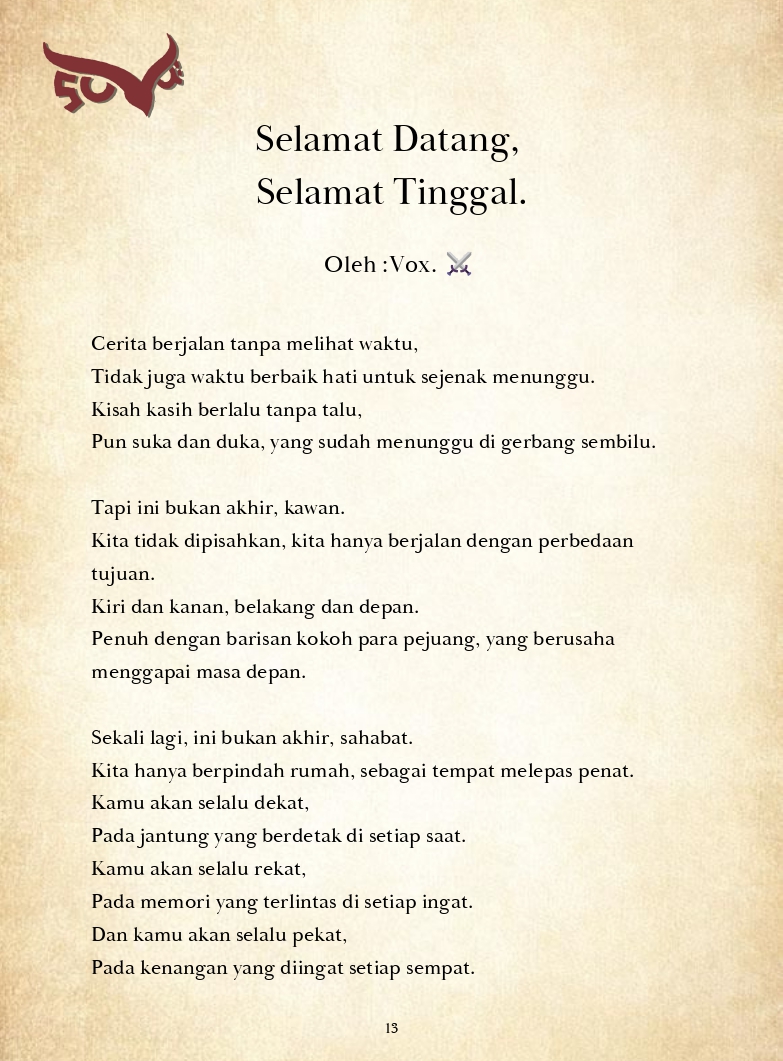 Selamat Datang,
Selamat Tinggal.
Oleh :Vox. ⚔️
Cerita berjalan tanpa melihat waktu,
Tidak juga waktu berbaik hati untuk sejenak menunggu.
Kisah kasih berlalu tanpa talu,
Pun suka dan duka, yang sudah menunggu di gerbang sembilu.
Tapi ini bukan akhir, kawan.
Kita tidak dipisahkan, kita hanya berjalan dengan perbedaan
tujuan.
Kiri dan kanan, belakang dan depan.
Penuh dengan barisan kokoh para pejuang, yang berusaha
menggapai masa depan.
Sekali lagi, ini bukan akhir, sahabat.
Kita hanya berpindah rumah, sebagai tempat melepas penat.
Kamu akan selalu dekat,
Pada jantung yang berdetak di setiap saat.
Kamu akan selalu rekat,
Pada memori yang terlintas di setiap ingat.
Dan kamu akan selalu pekat,
Pada kenangan yang diingat setiap sempat.
13